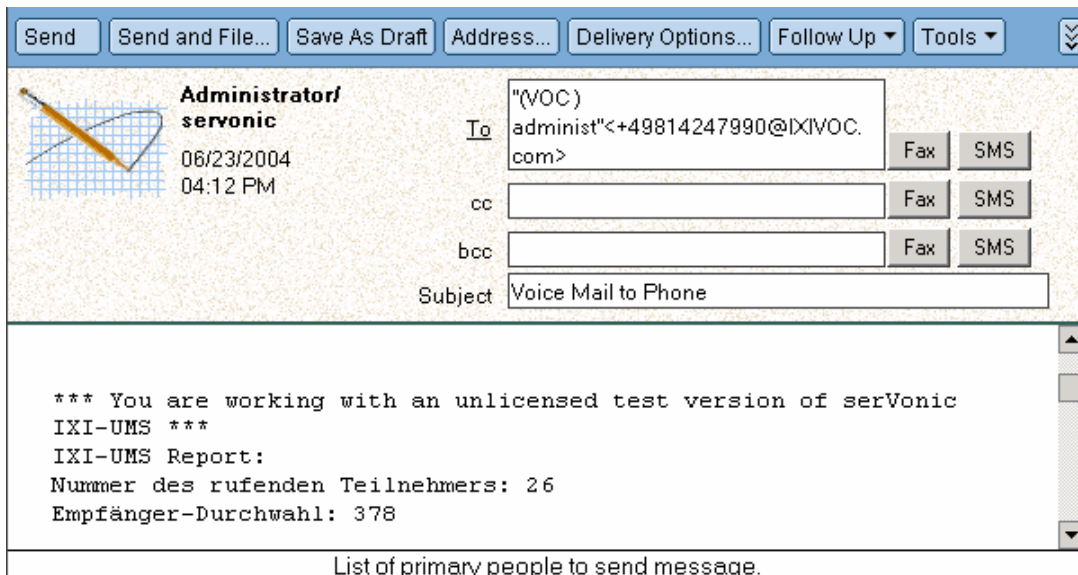 Send Send and File... Save As Draft Address... Delivery Options... Follow Up Tools
Administrator/
servonic
06/23/2004
04:12 PM
To
"(VOC)
administ"<+49814247990@IXIVOC.
com>
Fax SMS
cc
Fax SMS
bcc
Fax SMS
Subject Voice Mail to Phone
*** You are working with an unlicensed test version of serVonic
IXI-UMS ***
IXI-UMS Report:
Nummer des rufenden Teilnehmers: 26
Empfänger-Durchwahl: 378
List of primary people to send message.